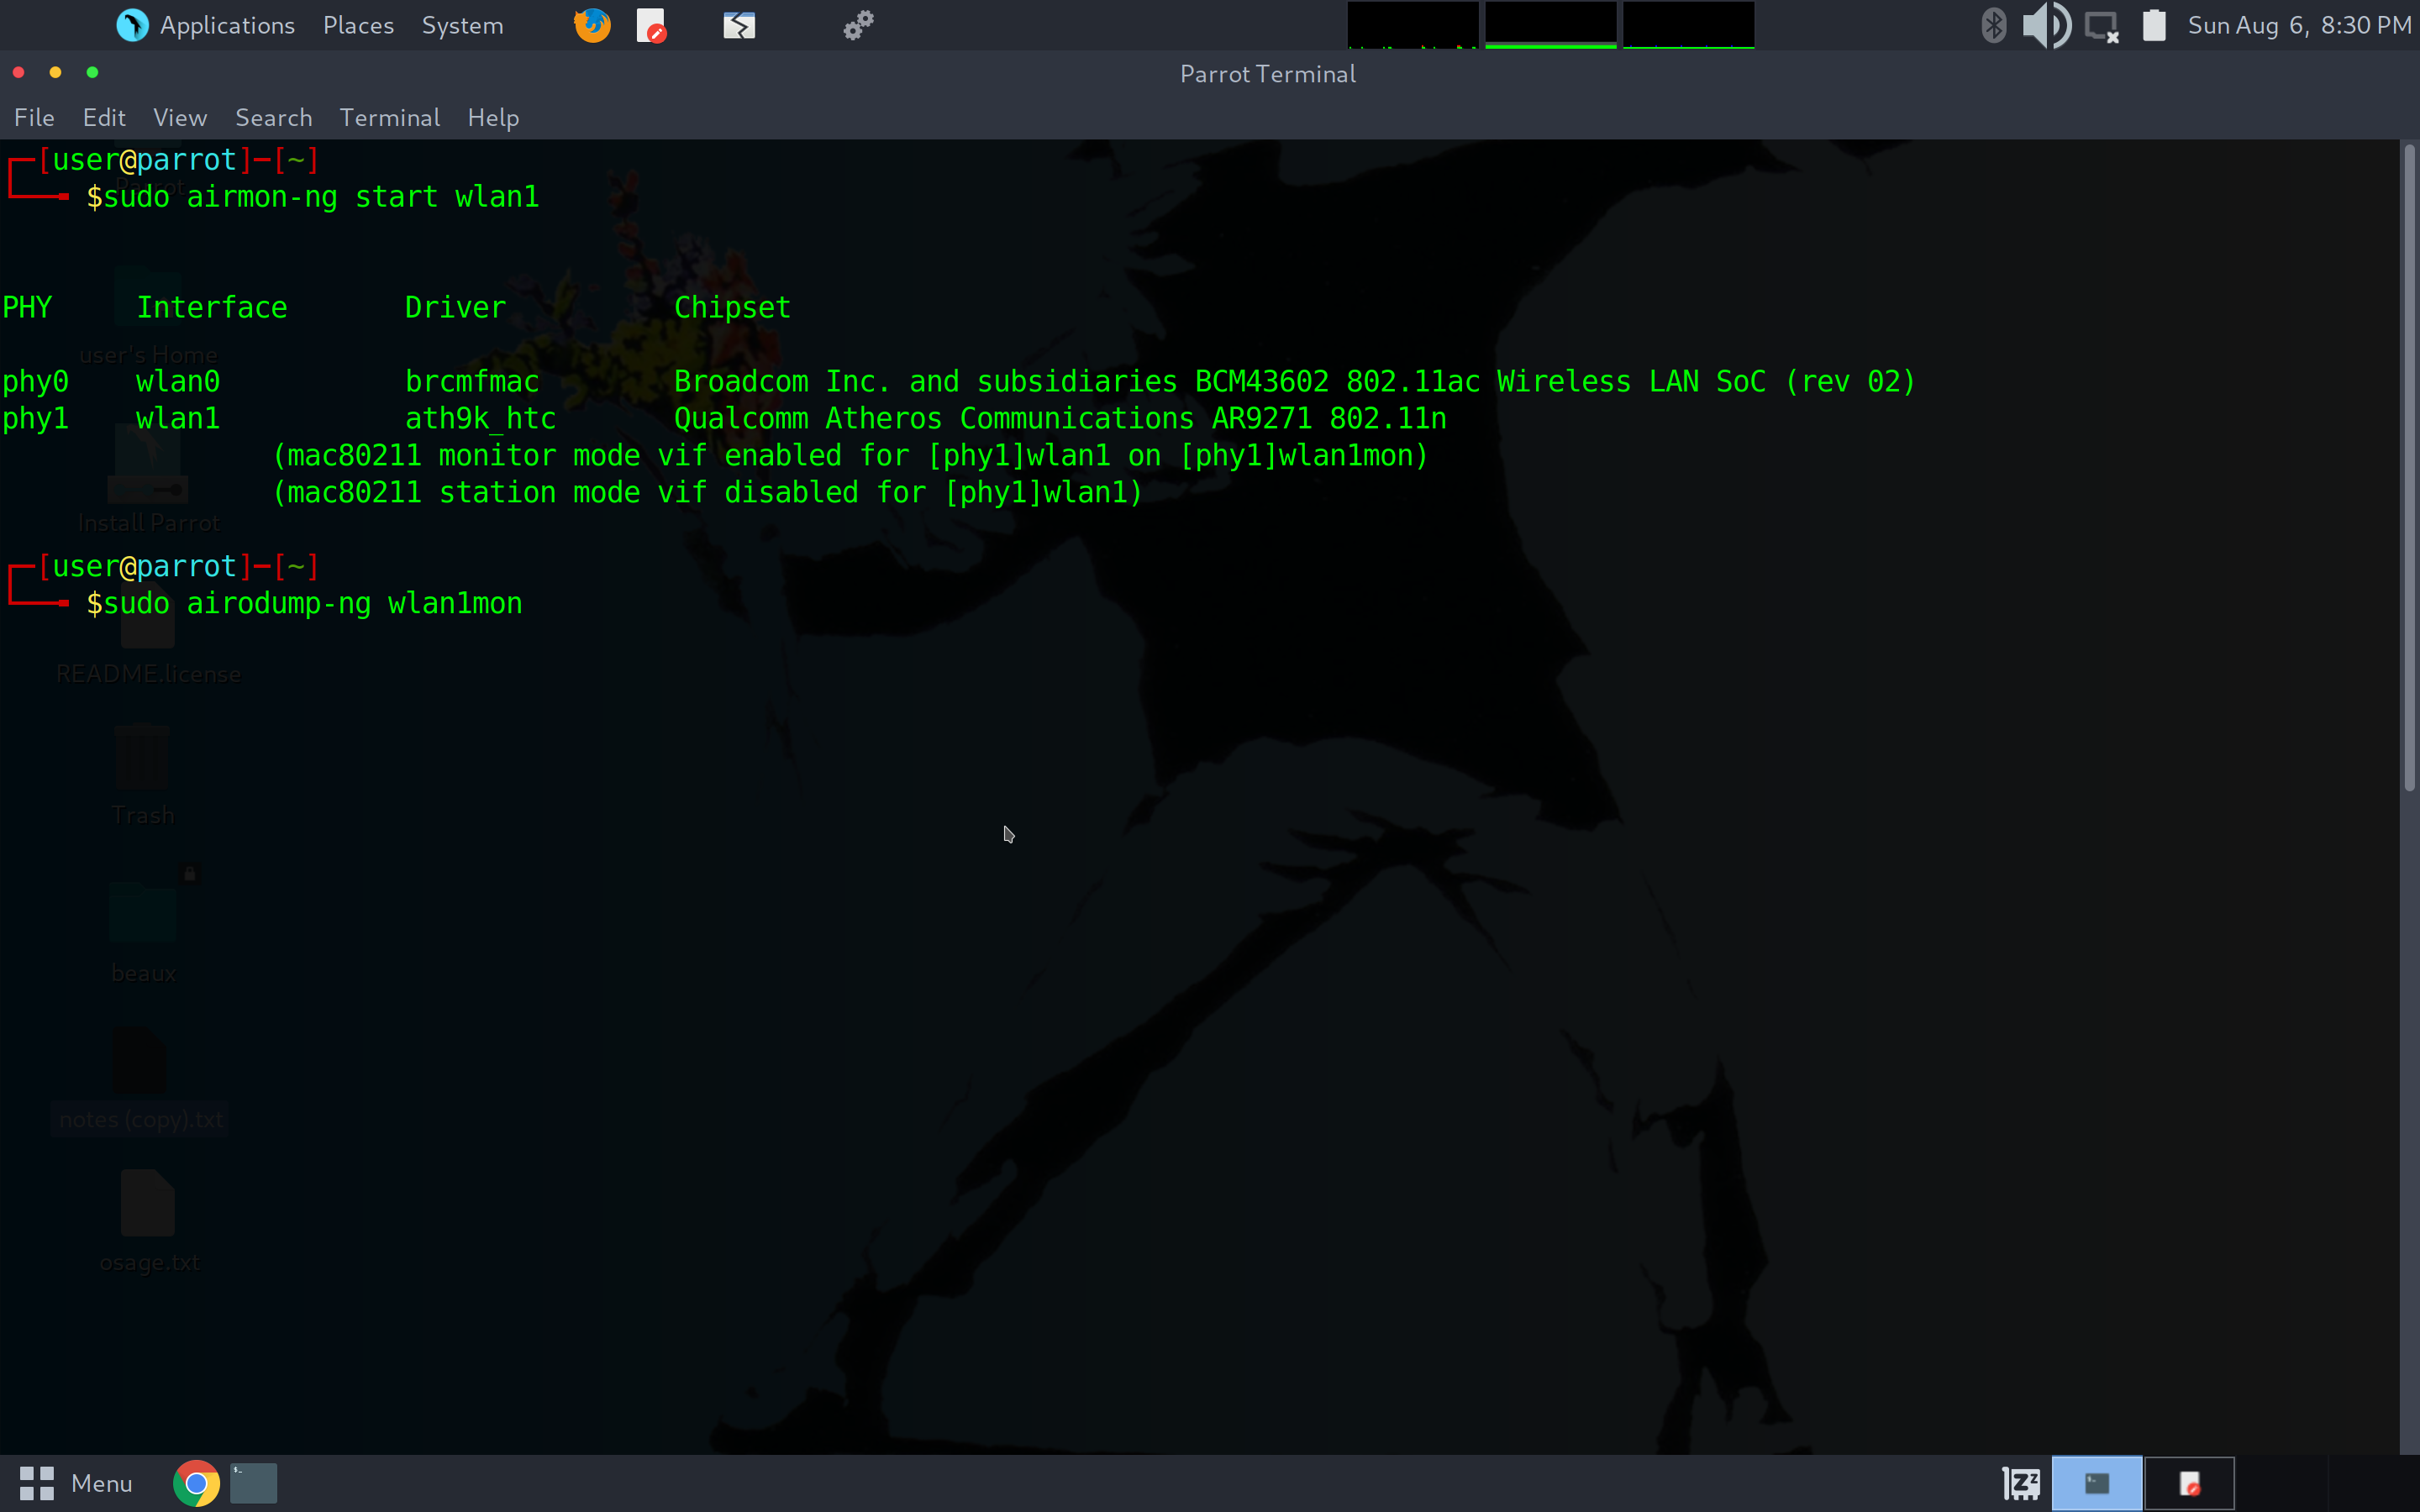 Applications Places System Sun Aug 6, 8:30 PM
Parrot Terminal
File Edit View Search Terminal Help
┌─[user@parrot]─[~]
└──╼ $sudo airmon-ng start wlan1
Parrot
PHY Interface Driver Chipset
user's Home
phy0 wlan0 brcmfmac Broadcom Inc. and subsidiaries BCM43602 802.11ac Wireless LAN SoC (rev 02)
phy1 wlan1 ath9k_htc Qualcomm Atheros Communications AR9271 802.11n
(mac80211 monitor mode vif enabled for [phy1]wlan1 on [phy1]wlan1mon)
(mac80211 station mode vif disabled for [phy1]wlan1)
Install Parrot
┌─[user@parrot]─[~]
└──╼ $sudo airodump-ng wlan1mon
README.license
Trash
beaux
notes (copy).txt
osage.txt
Menu